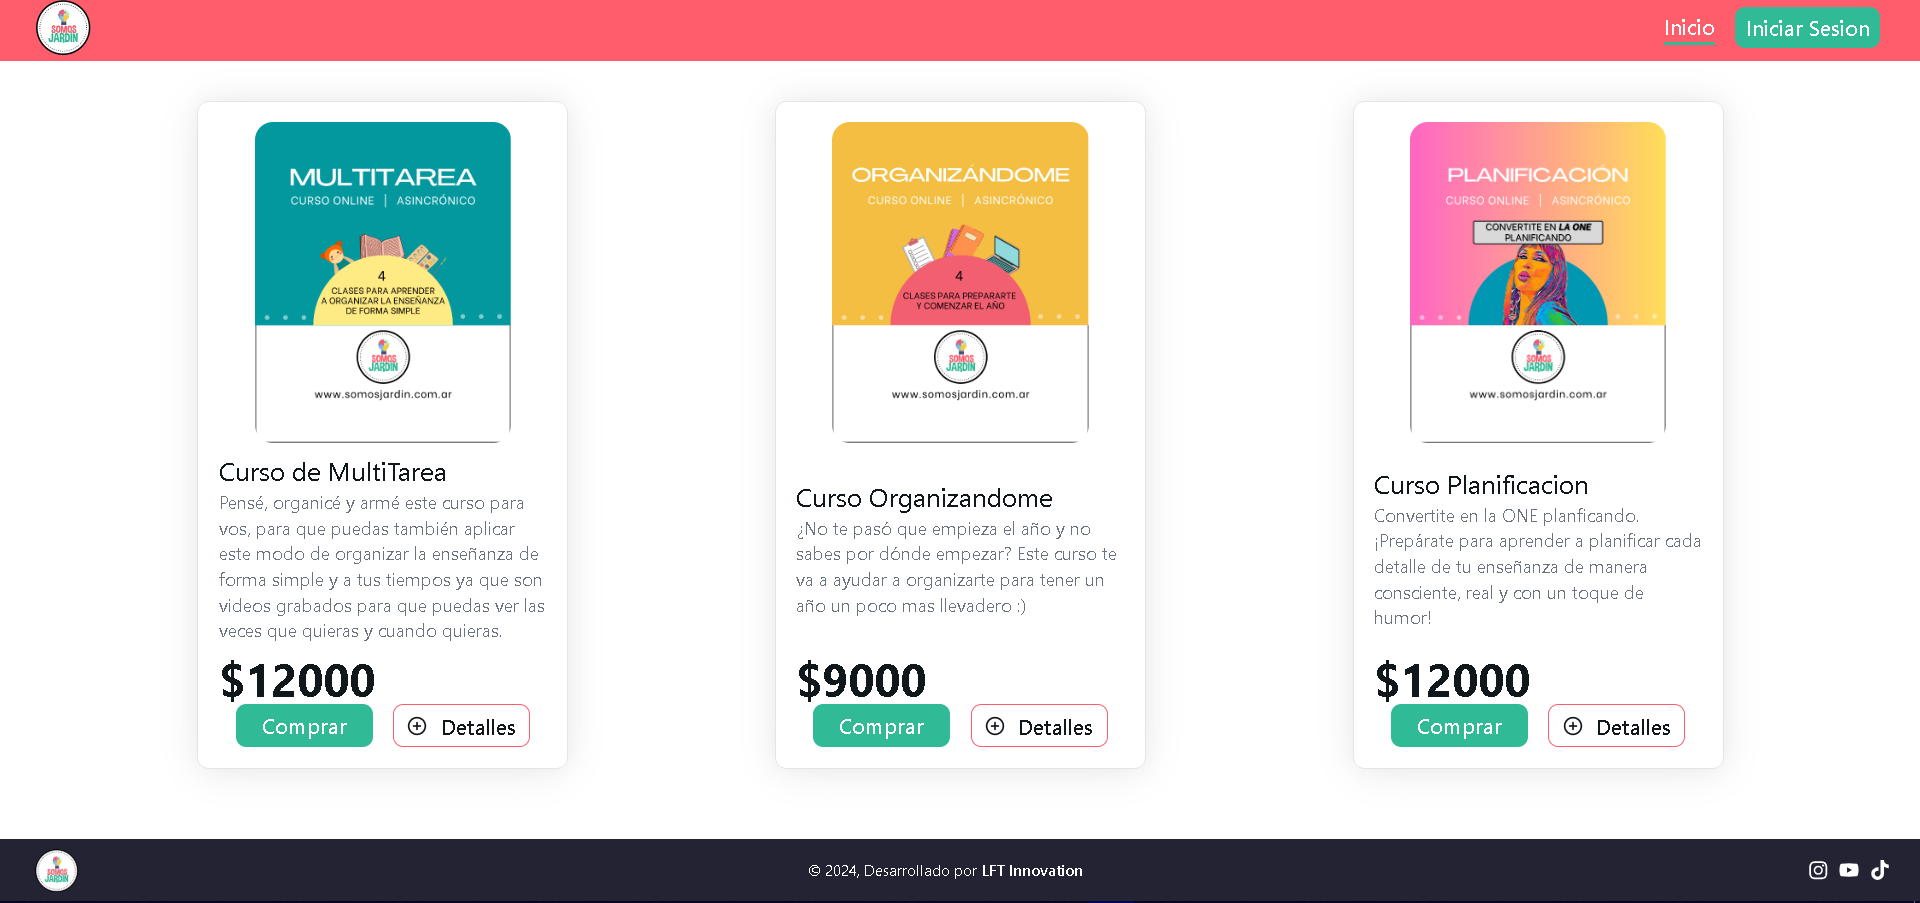 SOMOS
JARDIN
Inicio
Iniciar Sesion
MULTITAREA
CURSO ONLINE | ASINCRÓNICO
4
CLASES PARA APRENDER
A ORGANIZAR LA ENSEÑANZA
DE FORMA SIMPLE
SOMOS
JARDIN
www.somosjardin.com.ar
Curso de MultiTarea
Pensé, organicé y armé este curso para
vos, para que puedas también aplicar
este modo de organizar la enseñanza de
forma simple y a tus tiempos ya que son
videos grabados para que puedas ver las
veces que quieras y cuando quieras.
$12000
Comprar
Detalles
ORGANIZÁNDOME
CURSO ONLINE | ASINCRÓNICO
4
CLASES PARA PREPARARTE
Y COMENZAR EL AÑO
SOMOS
JARDIN
www.somosjardin.com.ar
Curso Organizandome
¿No te pasó que empieza el año y no
sabes por dónde empezar? Este curso te
va a ayudar a organizarte para tener un
año un poco mas llevadero :)
$9000
Comprar
Detalles
PLANIFICACIÓN
CURSO ONLINE | ASINCRÓNICO
CONVERTITE EN LA ONE
PLANIFICANDO
SOMOS
JARDIN
www.somosjardin.com.ar
Curso Planificacion
Convertite en la ONE planficando.
¡Prepárate para aprender a planificar cada
detalle de tu enseñanza de manera
consciente, real y con un toque de
humor!
$12000
Comprar
Detalles
SOMOS
JARDIN
© 2024, Desarrollado por LFT Innovation